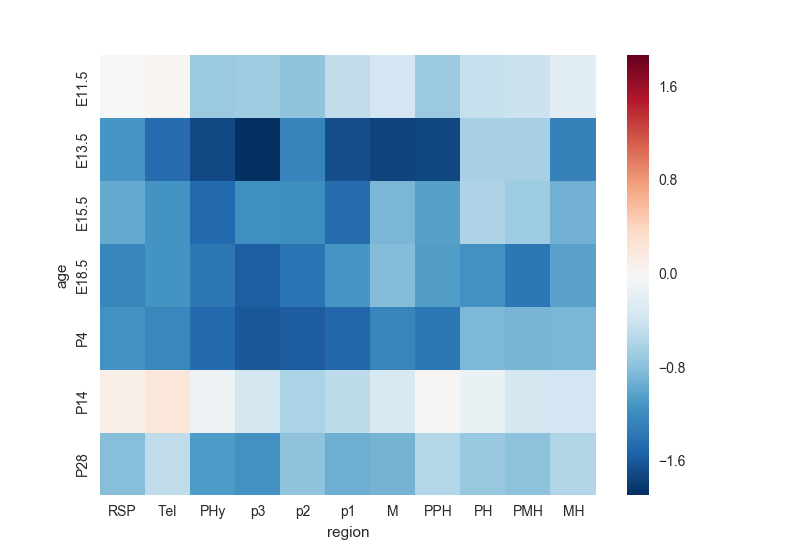 E11.5
E13.5
E15.5
E18.5
P4
P14
P28
age
RSP Tel PHy p3 p2 p1 M PPH PH PMH MH
region
1.6
0.8
0.0
−0.8
−1.6